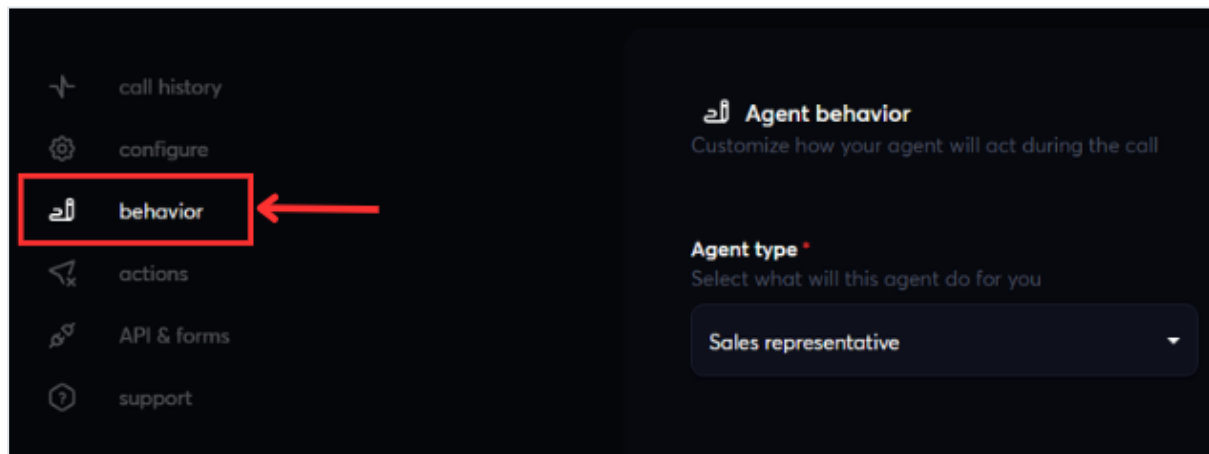 call history
configure
behavior
actions
API & forms
support
Agent behavior
Customize how your agent will act during the call
Agent type *
Select what will this agent do for you
Sales representative